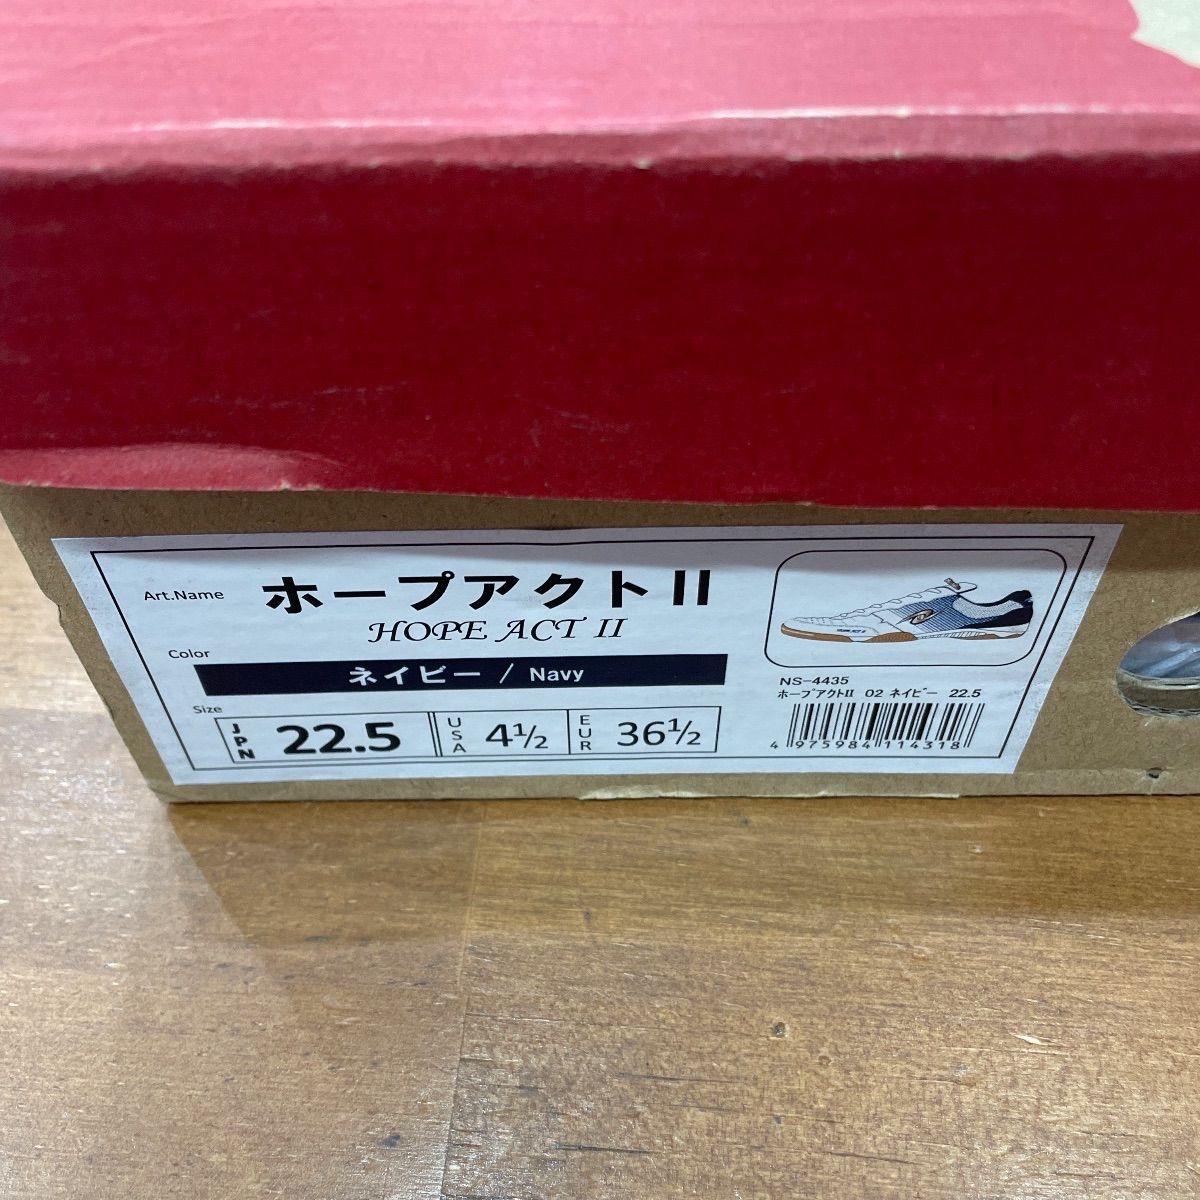 Art.Name ホープアクトII
HOPE ACT II
Color
ネイビー / Navy
Size
JPN 22.5 USA 4½ EUR 36½
NS-4435
ﾎｰﾌﾟｱｸﾄII 02 ﾈｲﾋﾞｰ 22.5
4 975984 114318